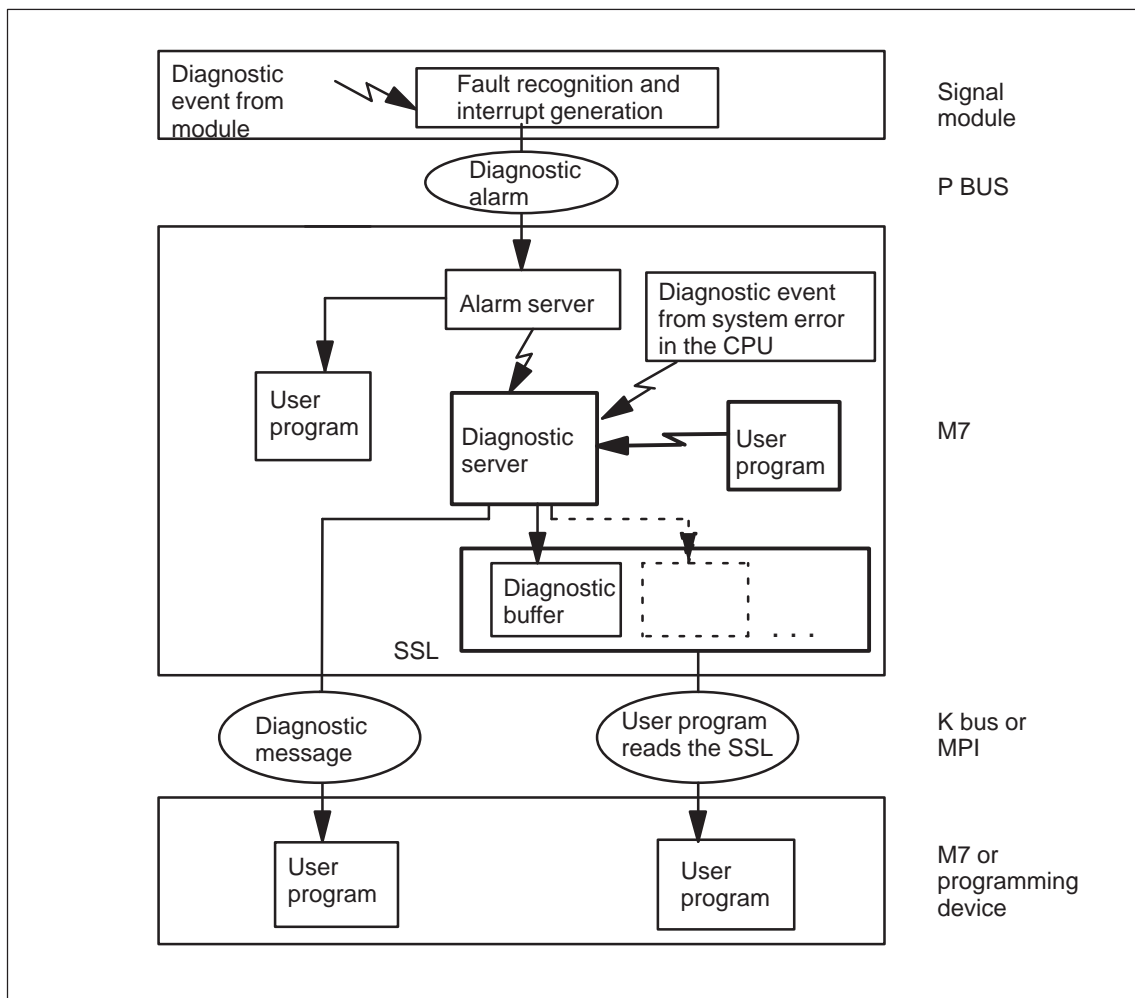 Diagnostic
event from
module
Fault recognition and
interrupt generation
Signal
module
Diagnostic
alarm
P BUS
Alarm server
Diagnostic event
from system error
in the CPU
User
program
Diagnostic
server
User
program
M7
Diagnostic
buffer
. . .
SSL
Diagnostic
message
User program
reads the SSL
K bus or
MPI
User
program
User
program
M7 or
programming
device